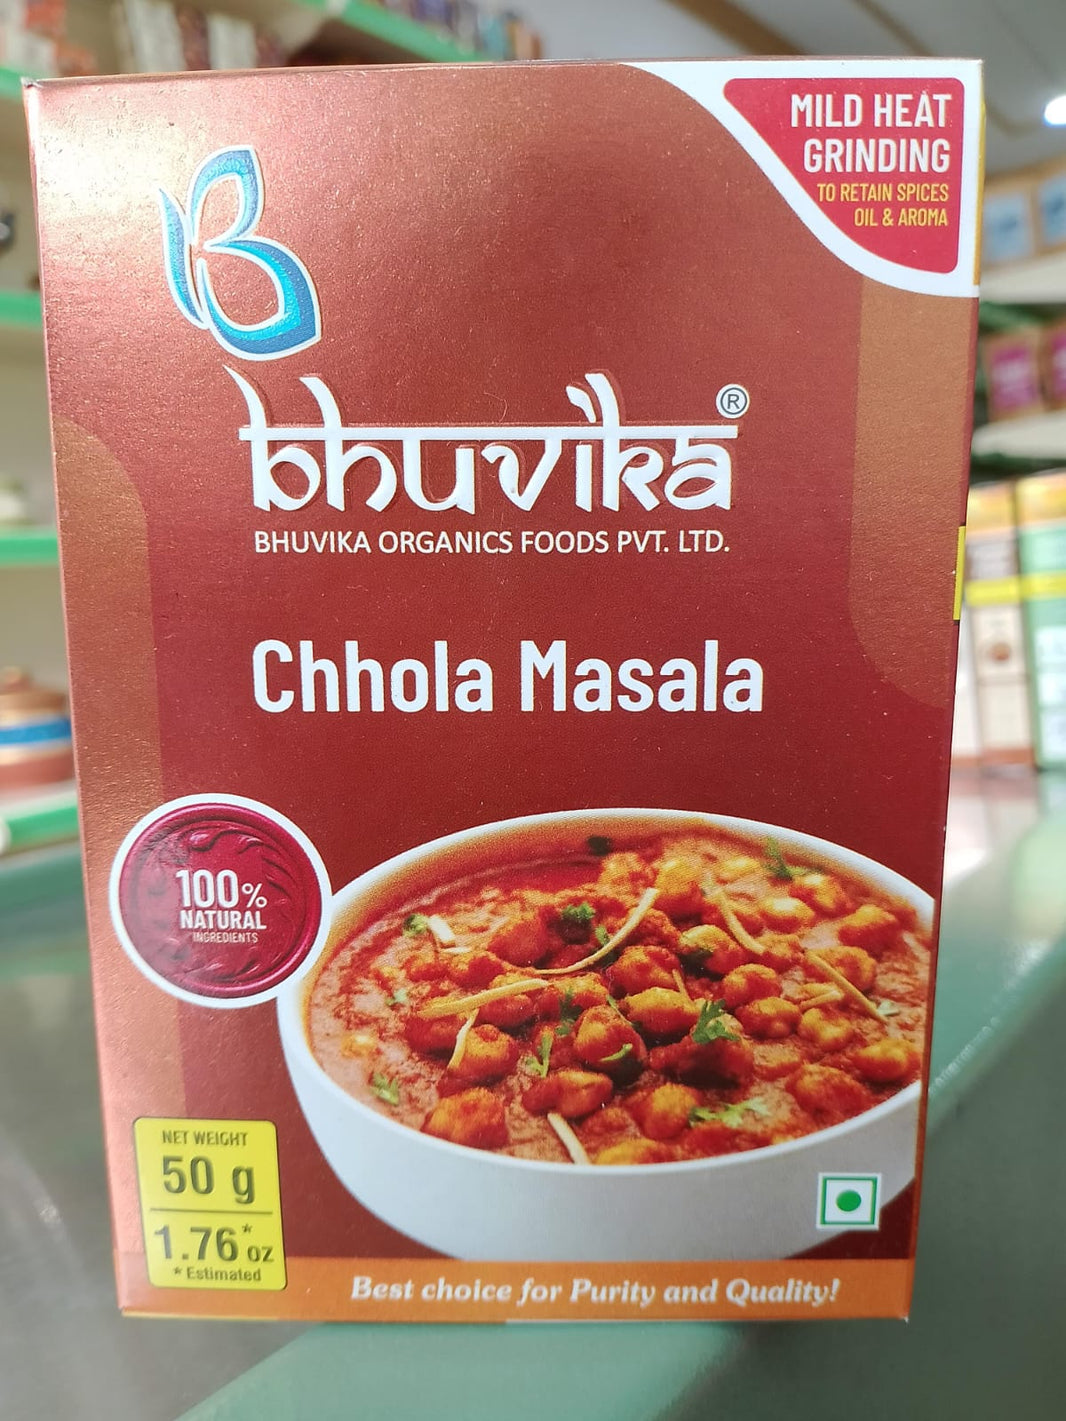 MILD HEAT
GRINDING
TO RETAIN SPICES
OIL & AROMA
bhuvika®
BHUVIKA ORGANICS FOODS PVT. LTD.
Chhola Masala
100%
NATURAL
INGREDIENTS
NET WEIGHT
50 g
1.76* oz
* Estimated
Best choice for Purity and Quality!